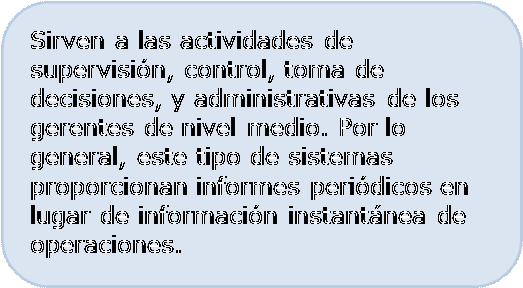 Sirven a las actividades de
supervisión, control, toma de
decisiones, y administrativas de los
gerentes de nivel medio. Por lo
general, este tipo de sistemas
proporcionan informes periódicos en
lugar de información instantánea de
operaciones.